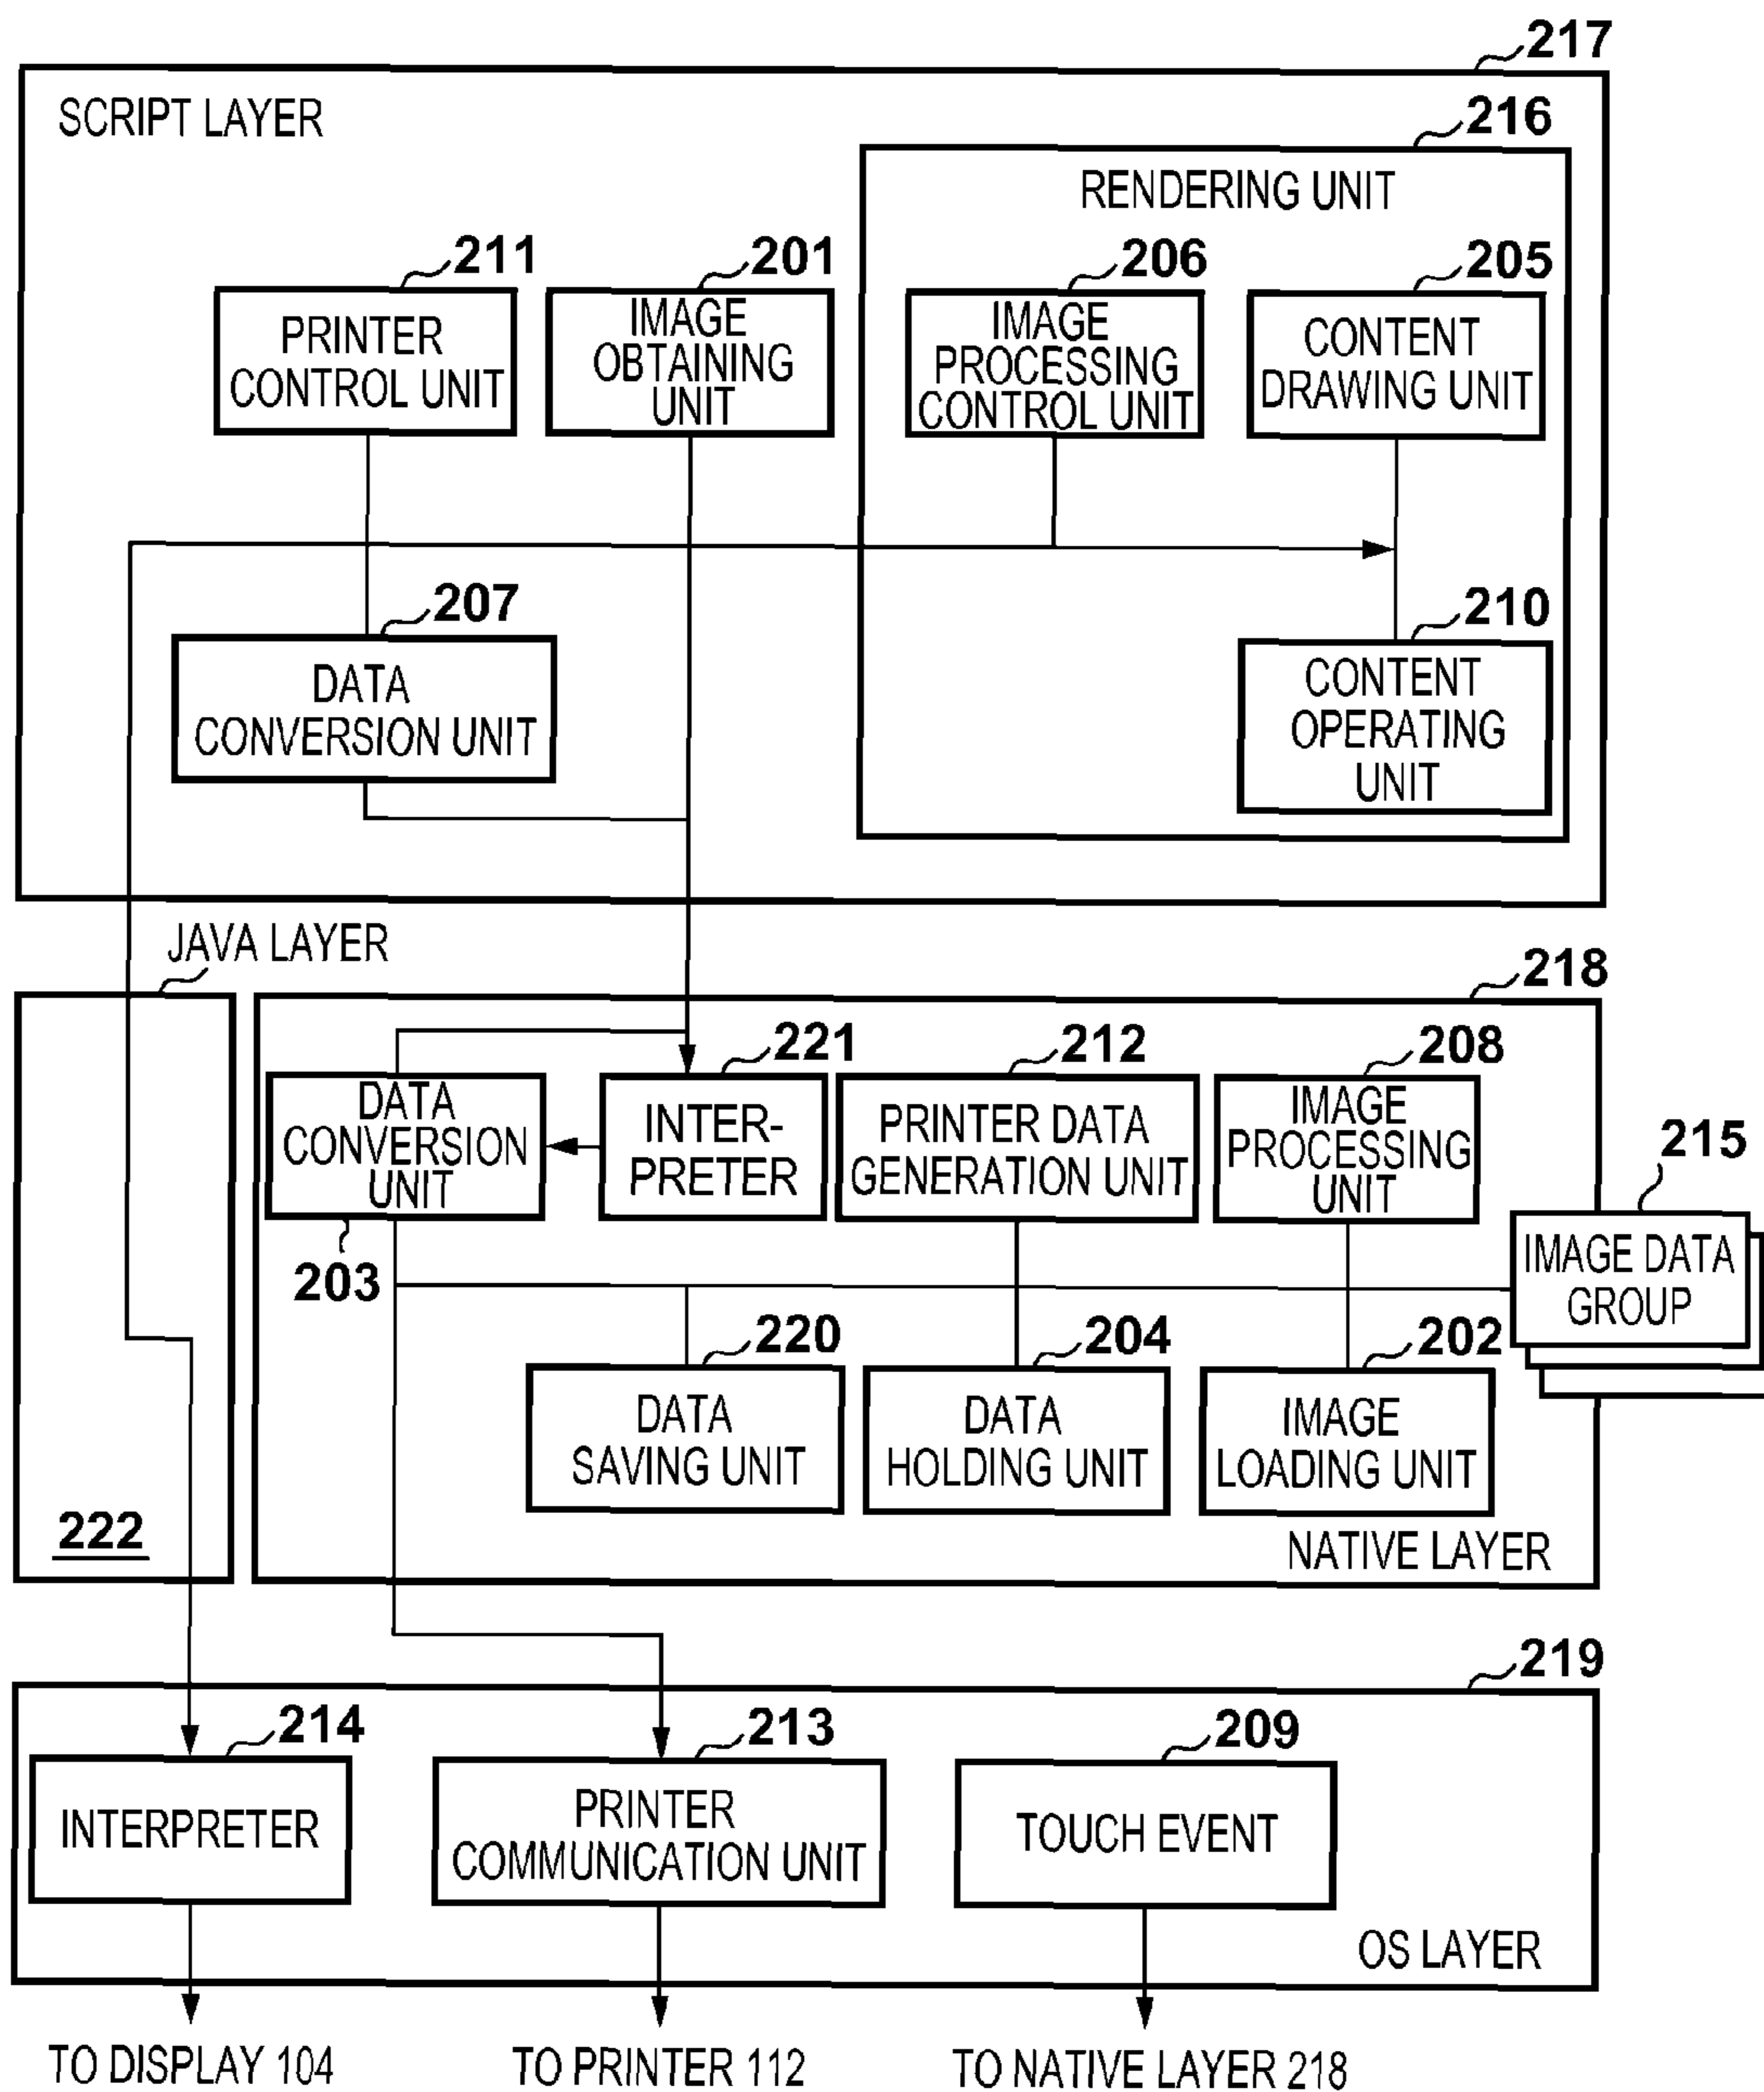 217
SCRIPT LAYER
216
RENDERING UNIT
211
PRINTER
CONTROL UNIT
201
IMAGE
OBTAINING
UNIT
206
IMAGE
PROCESSING
CONTROL UNIT
205
CONTENT
DRAWING UNIT
207
DATA
CONVERSION UNIT
210
CONTENT
OPERATING
UNIT
JAVA LAYER
222
218
DATA
CONVERSION
UNIT
203
221
INTER-
PRETER
212
PRINTER DATA
GENERATION UNIT
208
IMAGE
PROCESSING
UNIT
215
IMAGE DATA
GROUP
220
DATA
SAVING UNIT
204
DATA
HOLDING UNIT
202
IMAGE
LOADING UNIT
NATIVE LAYER
219
214
INTERPRETER
213
PRINTER
COMMUNICATION UNIT
209
TOUCH EVENT
OS LAYER
TO DISPLAY 104
TO PRINTER 112
TO NATIVE LAYER 218